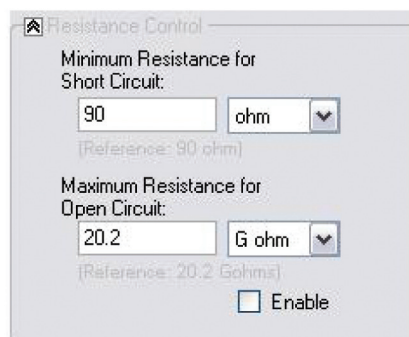 Resistance Control
Minimum Resistance for
Short Circuit:
90 ohm
(Reference: 90 ohm)
Maximum Resistance for
Open Circuit:
20.2 G ohm
(Reference: 20.2 Gohms)
Enable